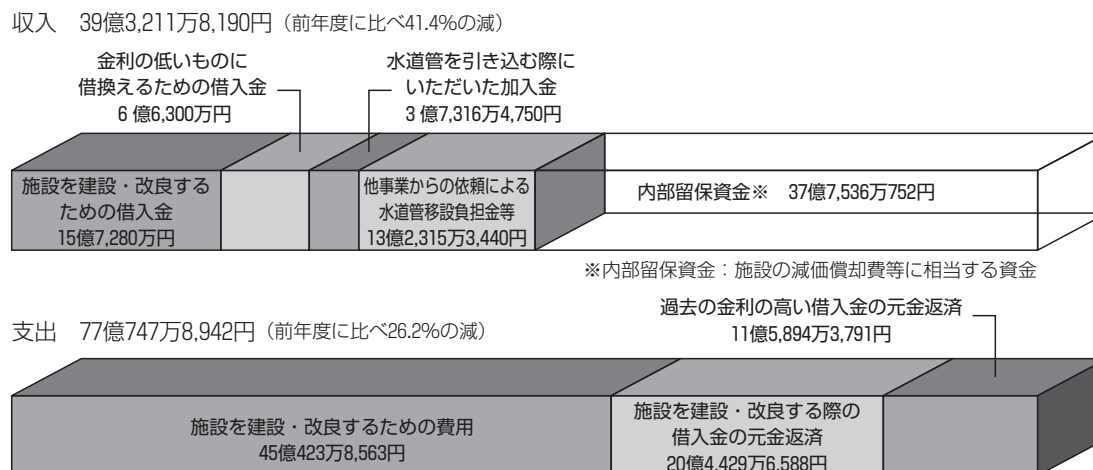 収入 39億3,211万8,190円（前年度に比べ41.4%の減）
金利の低いものに
借換えるための借入金
6億6,300万円
水道管を引き込む際に
いただいた加入金
3億7,316万4,750円
施設を建設・改良する
ための借入金
15億7,280万円
他事業からの依頼による
水道管移設負担金等
13億2,315万3,440円
内部留保資金※ 37億7,536万752円
※内部留保資金：施設の減価償却費等に相当する資金
支出 77億747万8,942円（前年度に比べ26.2%の減）
過去の金利の高い借入金の元金返済
11億5,894万3,791円
施設を建設・改良するための費用
45億423万8,563円
施設を建設・改良する際の
借入金の元金返済
20億4,429万6,588円